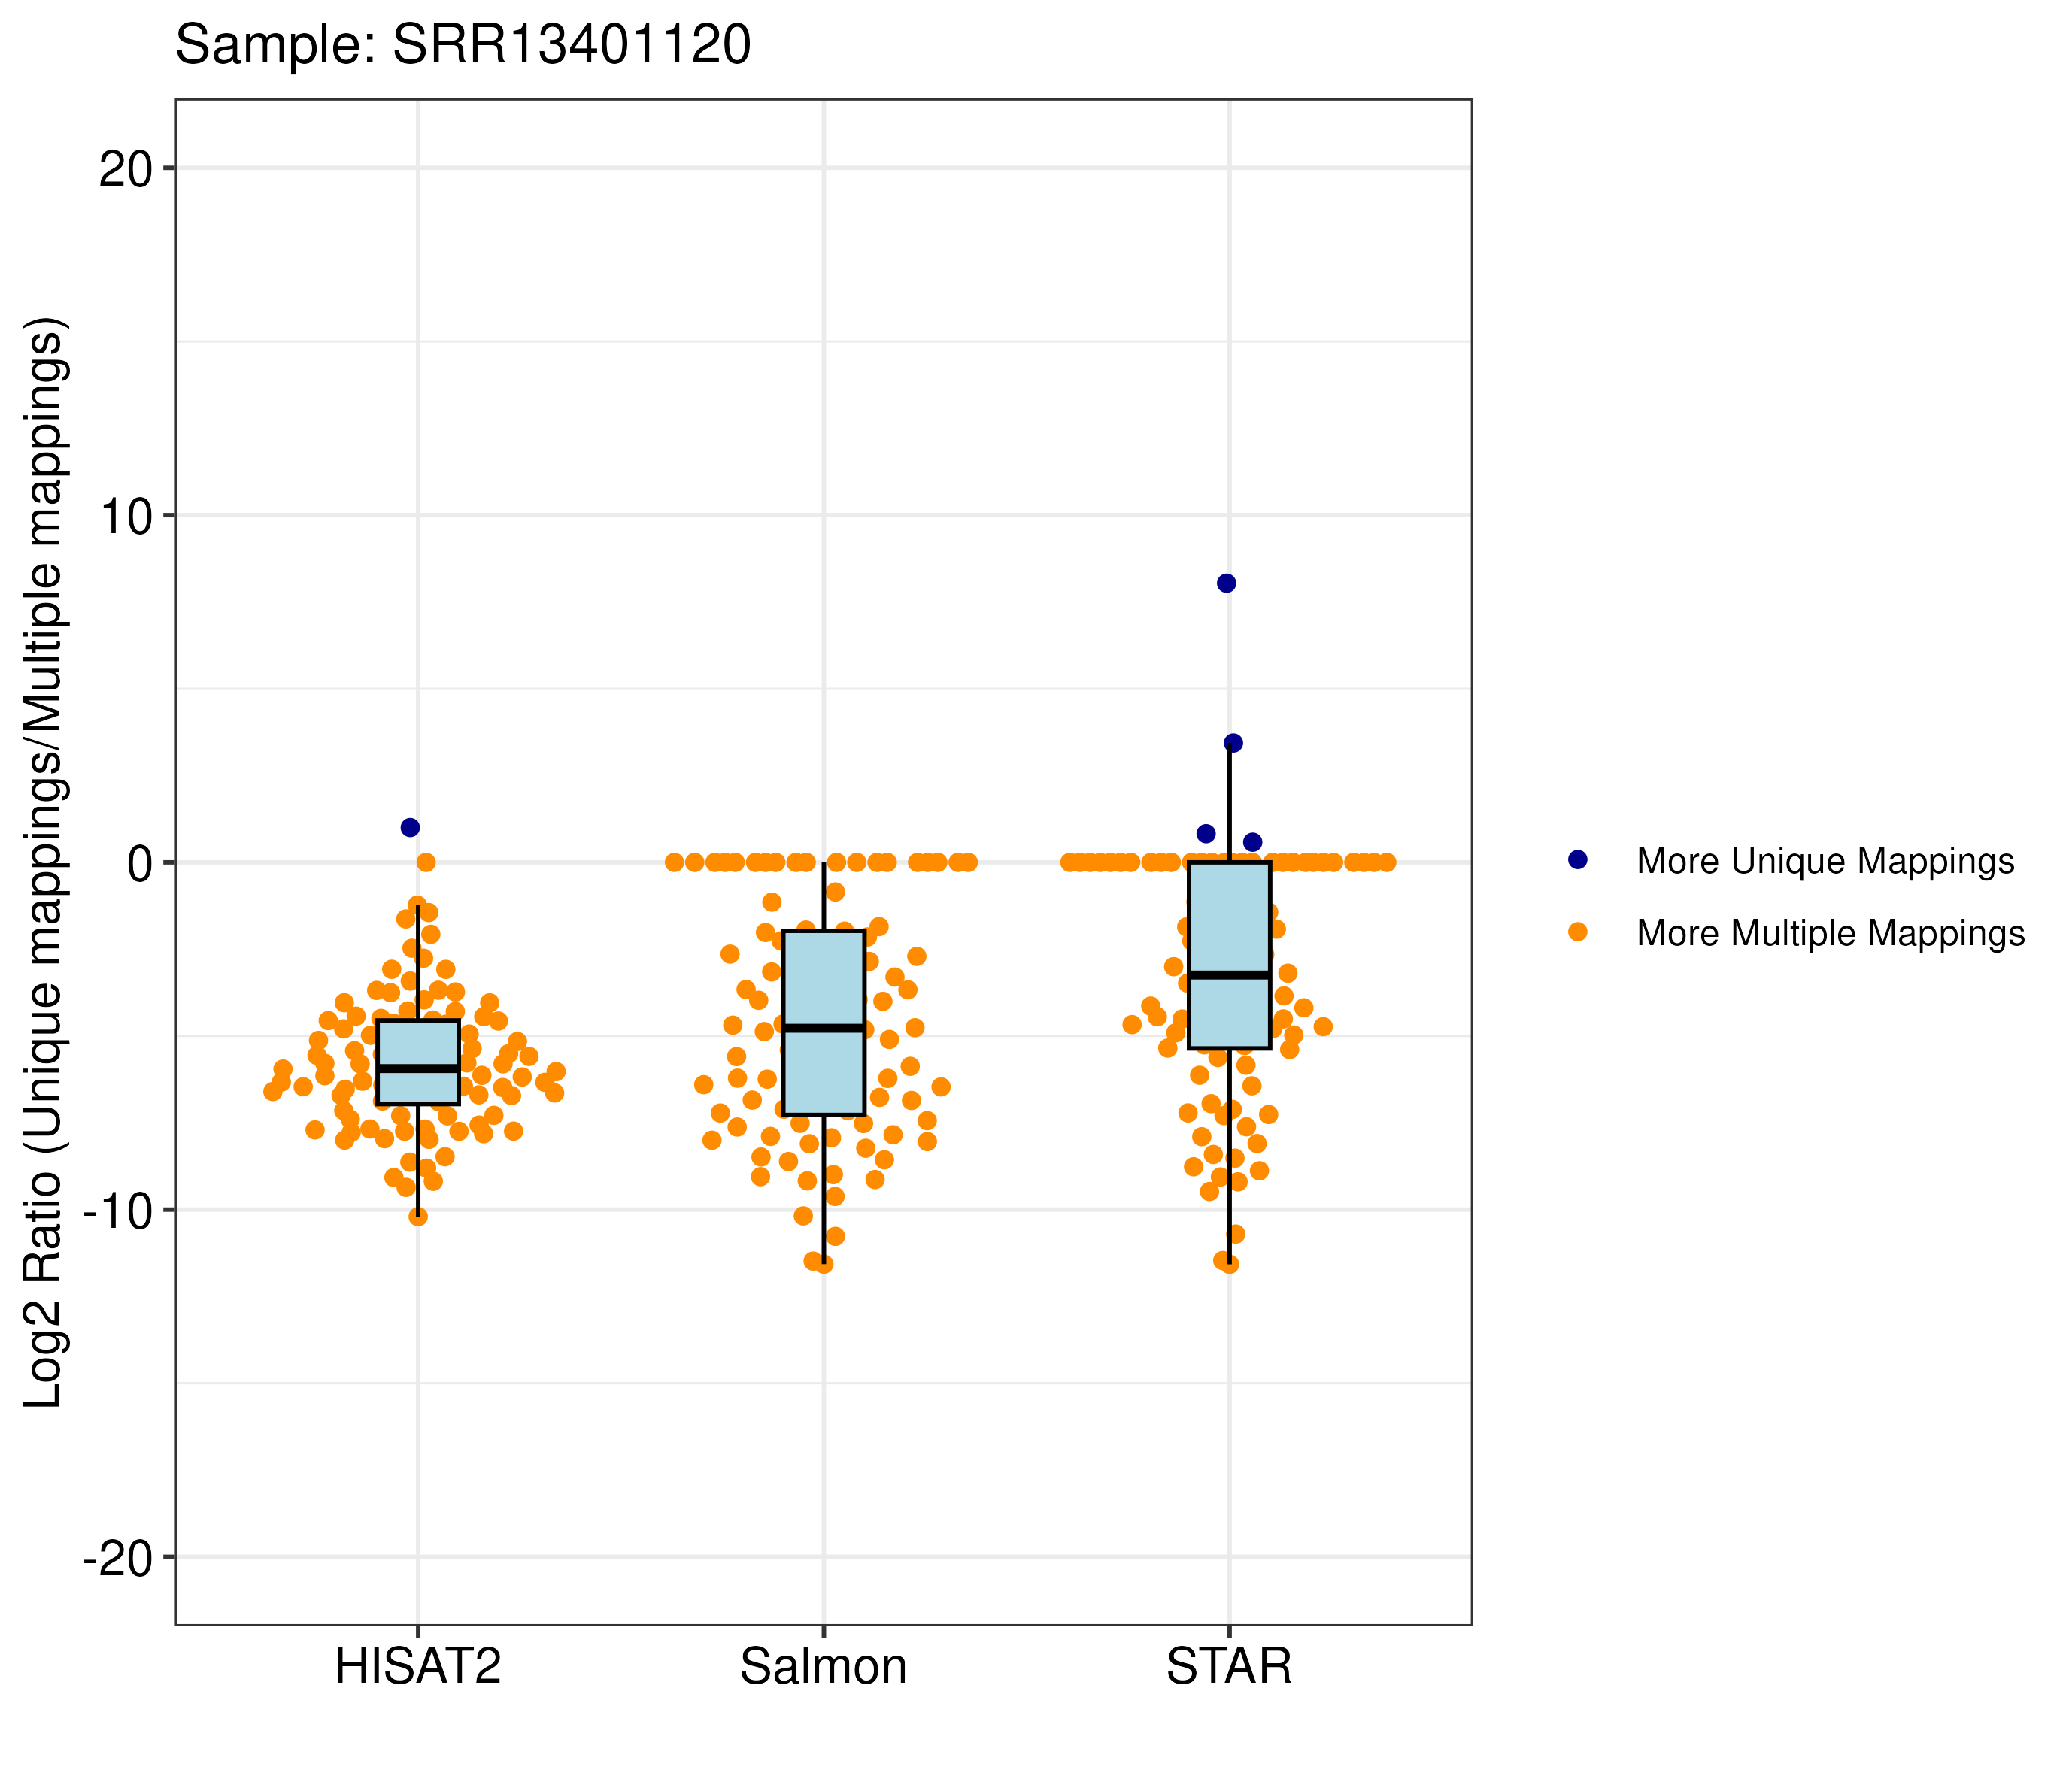 Sample: SRR13401120
Log2 Ratio (Unique mappings/Multiple mappings)
20
10
0
-10
-20
HISAT2
Salmon
STAR
More Unique Mappings
More Multiple Mappings